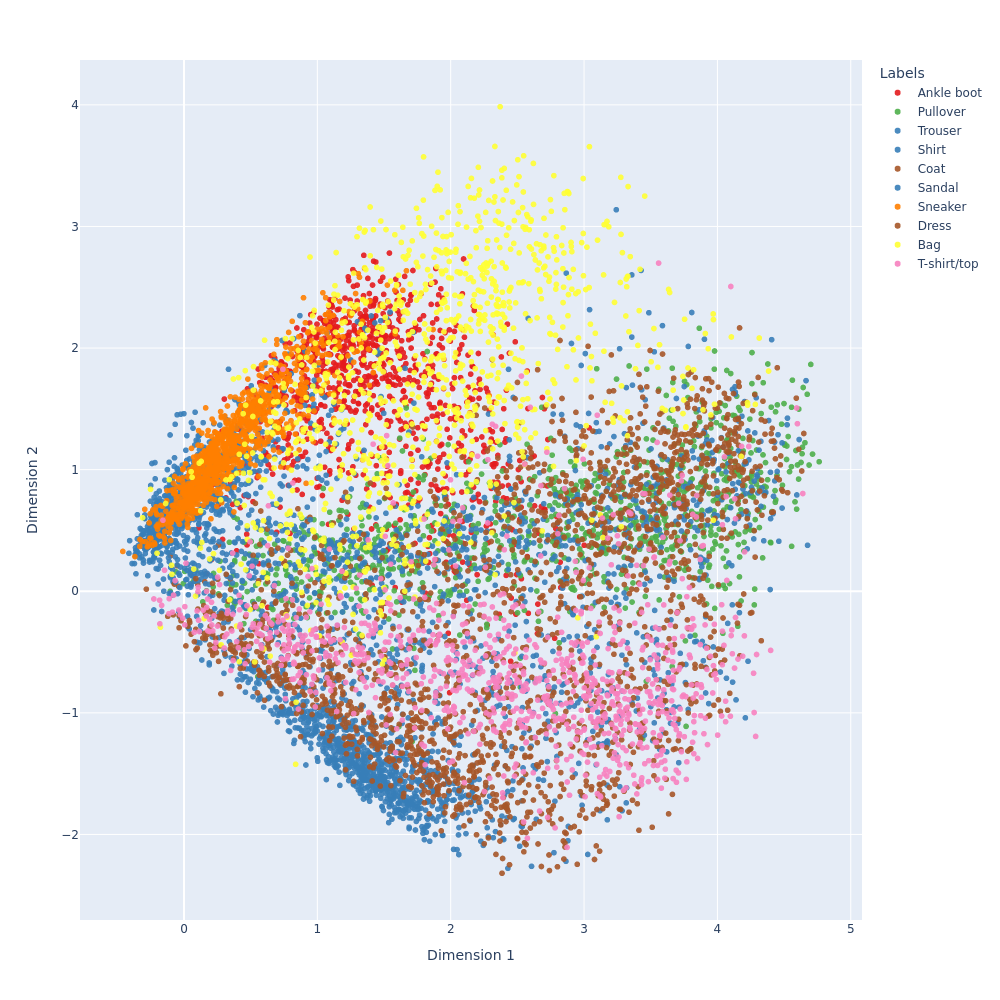 Labels
Ankle boot
Pullover
Trouser
Shirt
Coat
Sandal
Sneaker
Dress
Bag
T-shirt/top
4
3
2
1
0
−1
−2
Dimension 2
0 1 2 3 4 5
Dimension 1